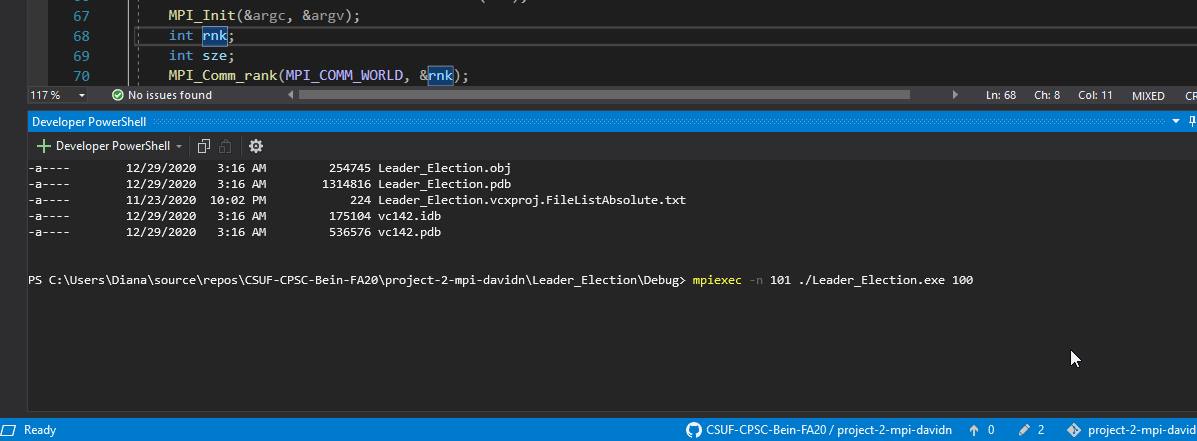 67 MPI_Init(&argc, &argv);
68 int rnk;
69 int sze;
70 MPI_Comm_rank(MPI_COMM_WORLD, &rnk);
117 % No issues found Ln: 68 Ch: 8 Col: 11 MIXED CR
Developer PowerShell
Developer PowerShell
-a---- 12/29/2020 3:16 AM 254745 Leader_Election.obj
-a---- 12/29/2020 3:16 AM 1314816 Leader_Election.pdb
-a---- 11/23/2020 10:02 PM 224 Leader_Election.vcxproj.FileListAbsolute.txt
-a---- 12/29/2020 3:16 AM 175104 vc142.idb
-a---- 12/29/2020 3:16 AM 536576 vc142.pdb
PS C:\Users\Diana\source\repos\CSUF-CPSC-Bein-FA20\project-2-mpi-davidn\Leader_Election\Debug> mpiexec -n 101 ./Leader_Election.exe 100
Ready CSUF-CPSC-Bein-FA20 / project-2-mpi-davidn 0 2 project-2-mpi-david